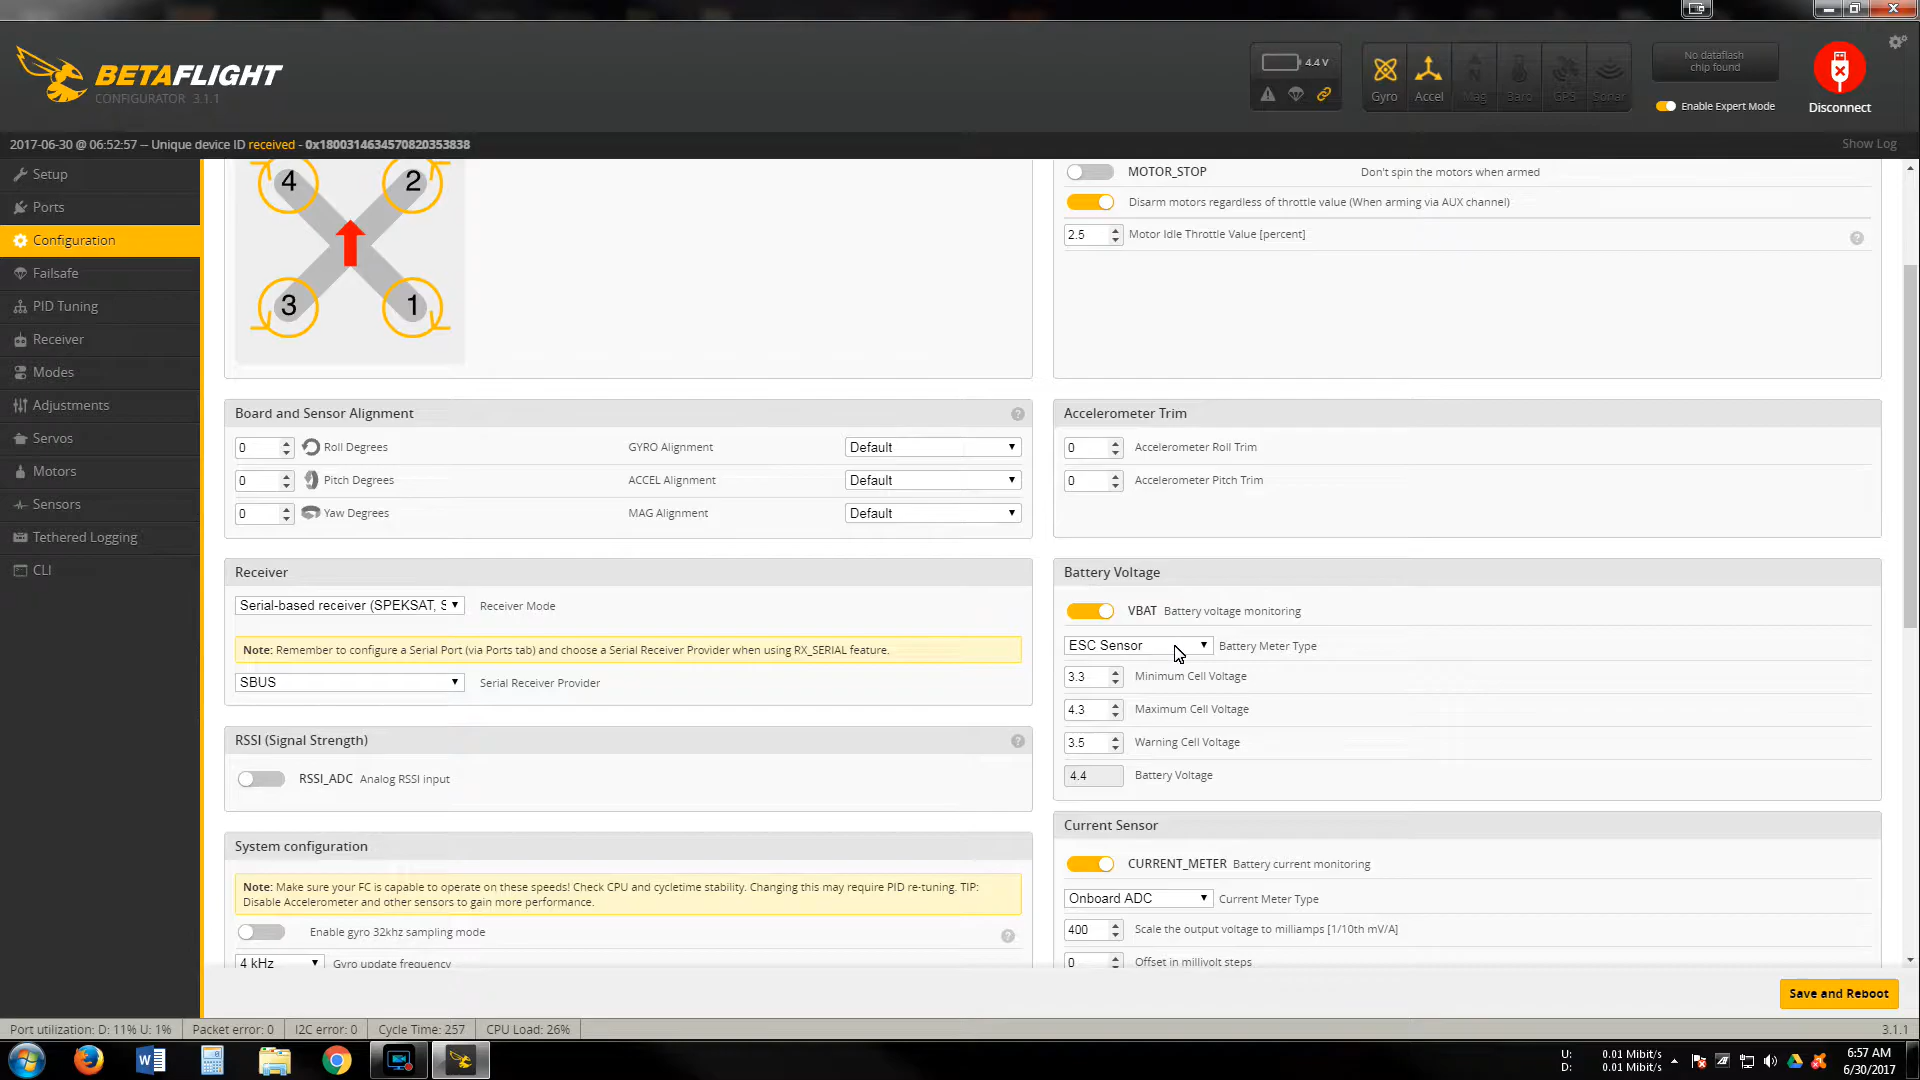 BETAFLIGHT
CONFIGURATOR 3.1.1
4.4 V
Gyro
Accel
Mag
Baro
GPS
Sonar
No dataflash
chip found
Enable Expert Mode
Disconnect
2017-06-30 @ 06:52:57 -- Unique device ID received - 0x1800314634570820353838
Show Log
Setup
Ports
Configuration
Failsafe
PID Tuning
Receiver
Modes
Adjustments
Servos
Motors
Sensors
Tethered Logging
CLI
4
2
3
1
MOTOR_STOP Don't spin the motors when armed
Disarm motors regardless of throttle value (When arming via AUX channel)
2.5 Motor Idle Throttle Value [percent]
Board and Sensor Alignment
0 Roll Degrees GYRO Alignment Default
0 Pitch Degrees ACCEL Alignment Default
0 Yaw Degrees MAG Alignment Default
Accelerometer Trim
0 Accelerometer Roll Trim
0 Accelerometer Pitch Trim
Receiver
Serial-based receiver (SPEKSAT, S Receiver Mode
Note: Remember to configure a Serial Port (via Ports tab) and choose a Serial Receiver Provider when using RX_SERIAL feature.
SBUS Serial Receiver Provider
Battery Voltage
VBAT Battery voltage monitoring
ESC Sensor Battery Meter Type
3.3 Minimum Cell Voltage
4.3 Maximum Cell Voltage
3.5 Warning Cell Voltage
4.4 Battery Voltage
RSSI (Signal Strength)
RSSI_ADC Analog RSSI input
System configuration
Note: Make sure your FC is capable to operate on these speeds! Check CPU and cycletime stability. Changing this may require PID re-tuning. TIP:
Disable Accelerometer and other sensors to gain more performance.
Enable gyro 32khz sampling mode
4 kHz Gyro update frequency
Current Sensor
CURRENT_METER Battery current monitoring
Onboard ADC Current Meter Type
400 Scale the output voltage to milliamps [1/10th mV/A]
0 Offset in millivolt steps
Save and Reboot
Port utilization: D: 11% U: 1% Packet error: 0 I2C error: 0 Cycle Time: 257 CPU Load: 26% 3.1.1
U: 0.01 Mibit/s
D: 0.01 Mibit/s
6:57 AM
6/30/2017